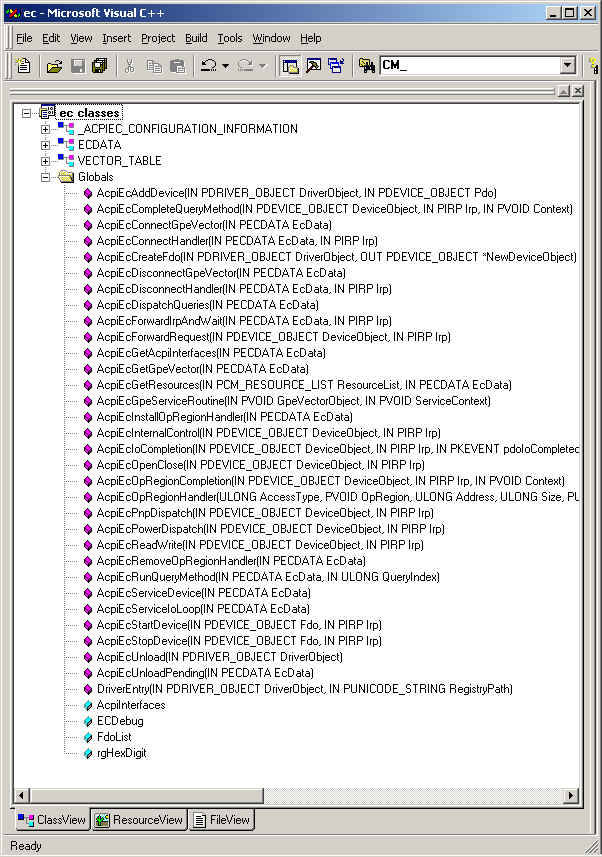 ec - Microsoft Visual C++
File Edit View Insert Project Build Tools Window Help
CM_
ec classes
_ACPIEC_CONFIGURATION_INFORMATION
ECDATA
VECTOR_TABLE
Globals
AcpiEcAddDevice(IN PDRIVER_OBJECT DriverObject, IN PDEVICE_OBJECT Pdo)
AcpiEcCompleteQueryMethod(IN PDEVICE_OBJECT DeviceObject, IN PIRP Irp, IN PVOID Context)
AcpiEcConnectGpeVector(IN PECDATA EcData)
AcpiEcConnectHandler(IN PECDATA EcData, IN PIRP Irp)
AcpiEcCreateFdo(IN PDRIVER_OBJECT DriverObject, OUT PDEVICE_OBJECT *NewDeviceObject)
AcpiEcDisconnectGpeVector(IN PECDATA EcData)
AcpiEcDisconnectHandler(IN PECDATA EcData, IN PIRP Irp)
AcpiEcDispatchQueries(IN PECDATA EcData)
AcpiEcForwardIrpAndWait(IN PECDATA EcData, IN PIRP Irp)
AcpiEcForwardRequest(IN PDEVICE_OBJECT DeviceObject, IN PIRP Irp)
AcpiEcGetAcpiInterfaces(IN PECDATA EcData)
AcpiEcGetGpeVector(IN PECDATA EcData)
AcpiEcGetResources(IN PCM_RESOURCE_LIST ResourceList, IN PECDATA EcData)
AcpiEcGpeServiceRoutine(IN PVOID GpeVectorObject, IN PVOID ServiceContext)
AcpiEcInstallOpRegionHandler(IN PECDATA EcData)
AcpiEcInternalControl(IN PDEVICE_OBJECT DeviceObject, IN PIRP Irp)
AcpiEcIoCompletion(IN PDEVICE_OBJECT DeviceObject, IN PIRP Irp, IN PKEVENT pdoIoCompleted
AcpiEcOpenClose(IN PDEVICE_OBJECT DeviceObject, IN PIRP Irp)
AcpiEcOpRegionCompletion(IN PDEVICE_OBJECT DeviceObject, IN PIRP Irp, IN PVOID Context)
AcpiEcOpRegionHandler(ULONG AccessType, PVOID OpRegion, ULONG Address, ULONG Size, PU
AcpiEcPnpDispatch(IN PDEVICE_OBJECT DeviceObject, IN PIRP Irp)
AcpiEcPowerDispatch(IN PDEVICE_OBJECT DeviceObject, IN PIRP Irp)
AcpiEcReadWrite(IN PDEVICE_OBJECT DeviceObject, IN PIRP Irp)
AcpiEcRemoveOpRegionHandler(IN PECDATA EcData)
AcpiEcRunQueryMethod(IN PECDATA EcData, IN ULONG QueryIndex)
AcpiEcServiceDevice(IN PECDATA EcData)
AcpiEcServiceIoLoop(IN PECDATA EcData)
AcpiEcStartDevice(IN PDEVICE_OBJECT Fdo, IN PIRP Irp)
AcpiEcStopDevice(IN PDEVICE_OBJECT Fdo, IN PIRP Irp)
AcpiEcUnload(IN PDRIVER_OBJECT DriverObject)
AcpiEcUnloadPending(IN PECDATA EcData)
DriverEntry(IN PDRIVER_OBJECT DriverObject, IN PUNICODE_STRING RegistryPath)
AcpiInterfaces
ECDebug
FdoList
rgHexDigit
ClassView ResourceView FileView
Ready